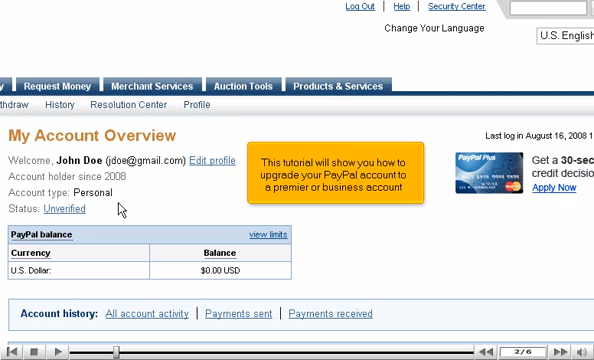 Log Out | Help | Security Center
Change Your Language
U.S. English
Request Money Merchant Services Auction Tools Products & Services
History Resolution Center Profile
My Account Overview
Last log in August 16, 2008 1
Welcome, John Doe (jdoe@gmail.com) Edit profile
Account holder since 2008
Account type: Personal
Status: Unverified
This tutorial will show you how to
upgrade your PayPal account to
a premier or business account
PayPal Plus
Get a 30-sec
credit decisio
Apply Now
PayPal balance view limits
Currency Balance
U.S. Dollar: $0.00 USD
Account history: All account activity | Payments sent | Payments received
2/6